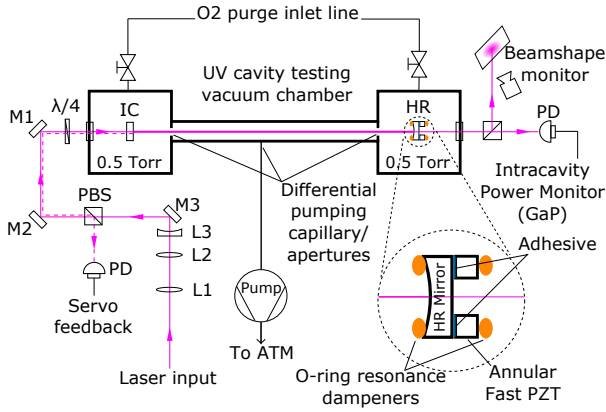 O2 purge inlet line
UV cavity testing
vacuum chamber
Beamshape
monitor
M1
λ/4
IC
HR
PD
0.5 Torr
0.5 Torr
Intracavity
Power Monitor
(GaP)
PBS
M3
M2
L3
L2
L1
Differential
pumping
capillary/
apertures
Adhesive
PD
Servo
feedback
Pump
HR Mirror
To ATM
Laser input
O-ring resonance
dampeners
Annular
Fast PZT